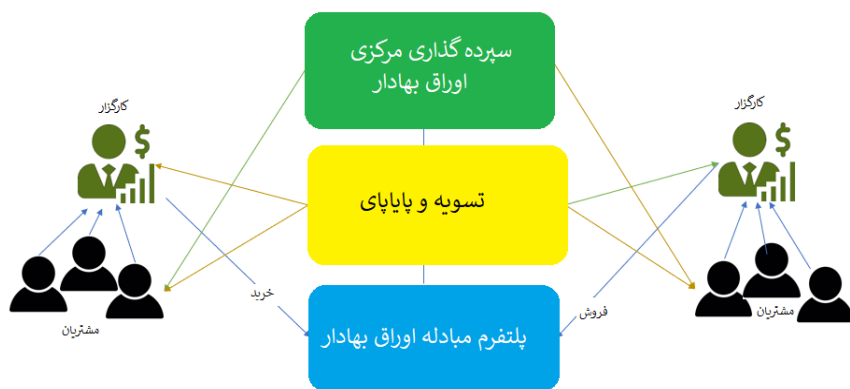 سپرده گذاری مرکزی
اوراق بهادار
کارگزار
کارگزار
تسویه و پایاپای
خرید
فروش
مشتریان
مشتریان
پلتفرم مبادله اوراق بهادار